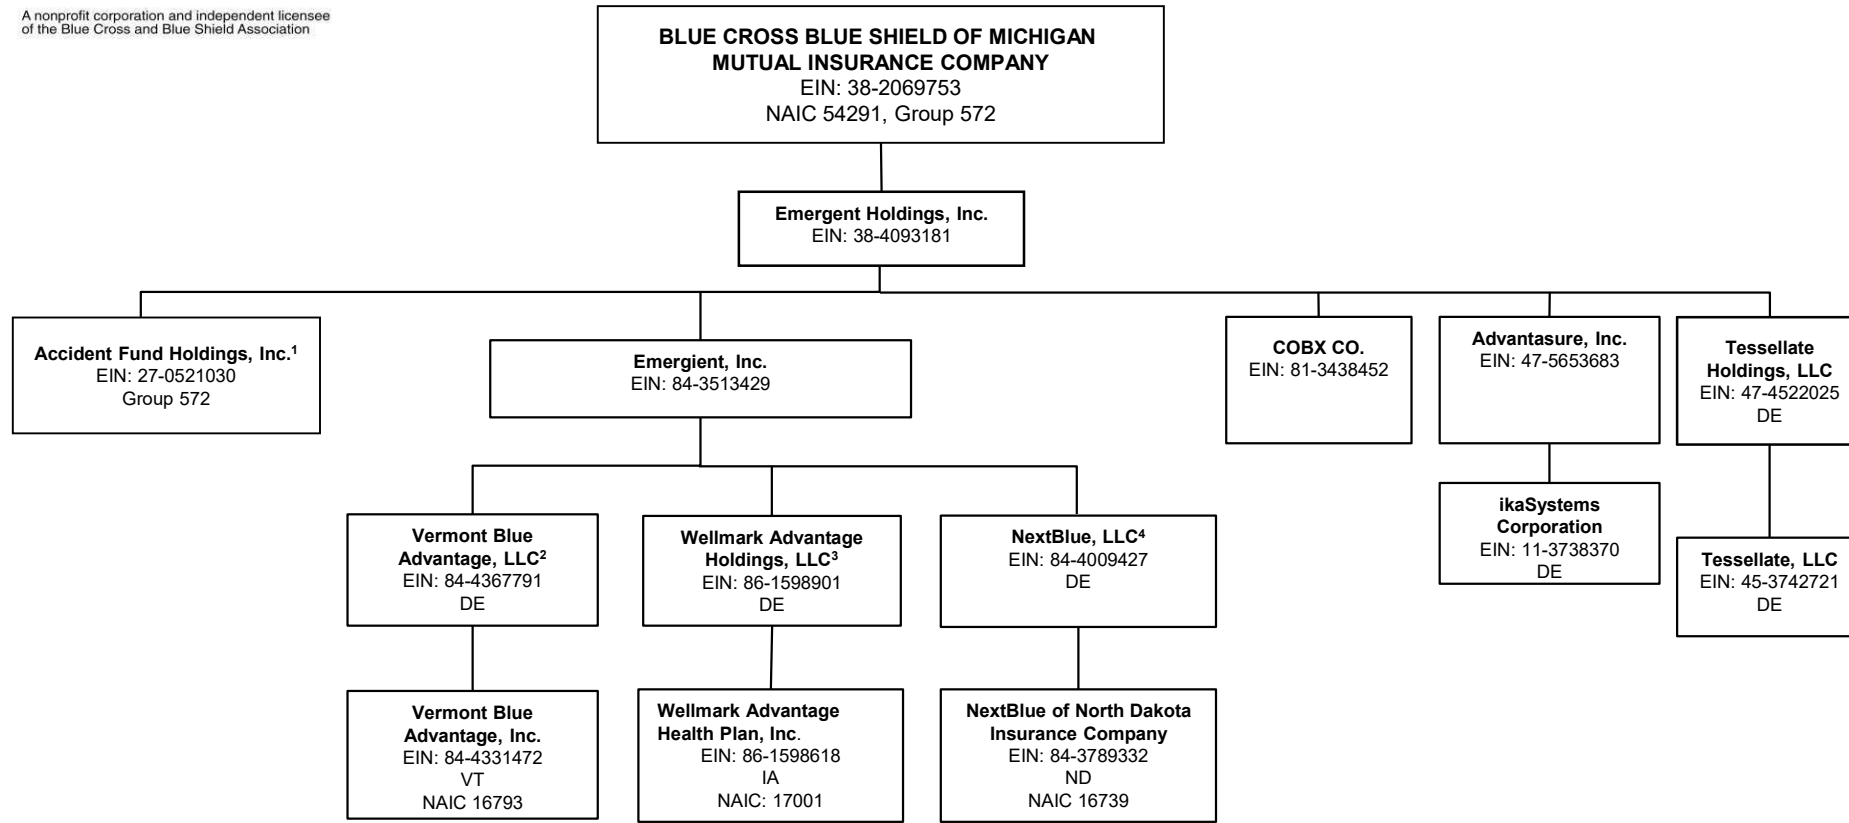 A nonprofit corporation and independent licensee
of the Blue Cross and Blue Shield Association
BLUE CROSS BLUE SHIELD OF MICHIGAN
MUTUAL INSURANCE COMPANY
EIN: 38-2069753
NAIC 54291, Group 572
Emergent Holdings, Inc.
EIN: 38-4093181
Accident Fund Holdings, Inc.¹
EIN: 27-0521030
Group 572
Emergient, Inc.
EIN: 84-3513429
COBX CO.
EIN: 81-3438452
Advantasure, Inc.
EIN: 47-5653683
Tessellate
Holdings, LLC
EIN: 47-4522025
DE
Vermont Blue
Advantage, LLC²
EIN: 84-4367791
DE
Wellmark Advantage
Holdings, LLC³
EIN: 86-1598901
DE
NextBlue, LLC⁴
EIN: 84-4009427
DE
ikaSystems
Corporation
EIN: 11-3738370
DE
Tessellate, LLC
EIN: 45-3742721
DE
Vermont Blue
Advantage, Inc.
EIN: 84-4331472
VT
NAIC 16793
Wellmark Advantage
Health Plan, Inc.
EIN: 86-1598618
IA
NAIC: 17001
NextBlue of North Dakota
Insurance Company
EIN: 84-3789332
ND
NAIC 16739